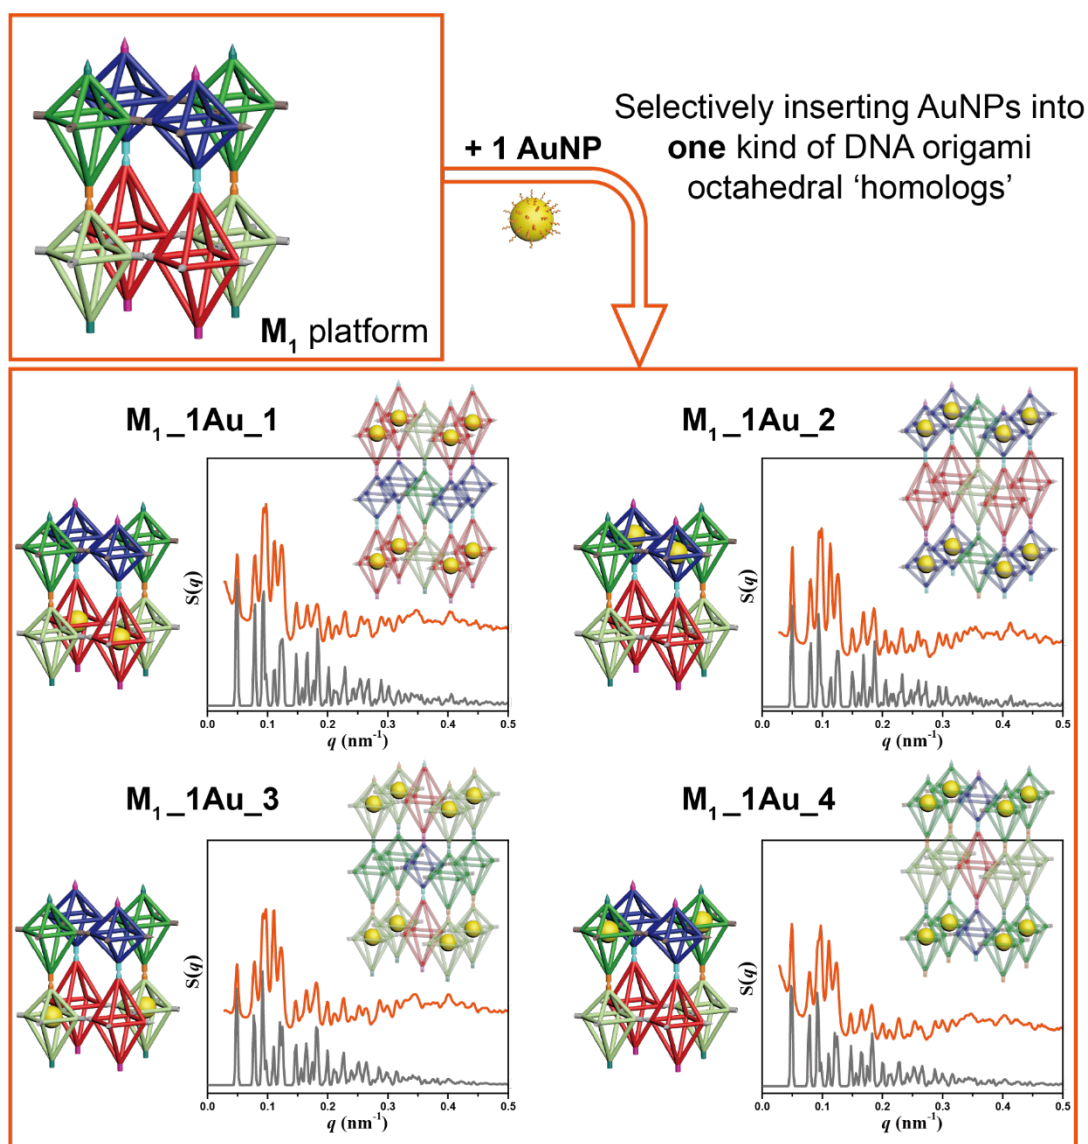 + 1 AuNP
Selectively inserting AuNPs into
one kind of DNA origami
octahedral ‘homologs’
M₁ platform
M₁_1Au_1
S(q)
0.0 0.1 0.2 0.3 0.4 0.5
q (nm⁻¹)
M₁_1Au_2
S(q)
0.0 0.1 0.2 0.3 0.4 0.5
q (nm⁻¹)
M₁_1Au_3
S(q)
0.0 0.1 0.2 0.3 0.4 0.5
q (nm⁻¹)
M₁_1Au_4
S(q)
0.0 0.1 0.2 0.3 0.4 0.5
q (nm⁻¹)